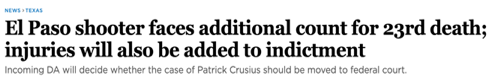 NEWS > TEXAS
El Paso shooter faces additional count for 23rd death;
injuries will also be added to indictment
Incoming DA will decide whether the case of Patrick Crusius should be moved to federal court.